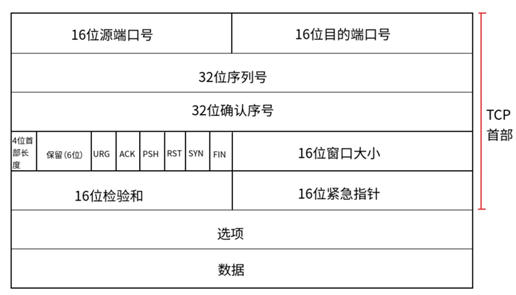 16位源端口号
16位目的端口号
32位序列号
32位确认序号
4位首
部长
度
保留(6位)
URG
ACK
PSH
RST
SYN
FIN
16位窗口大小
16位检验和
16位紧急指针
选项
数据
TCP
首部